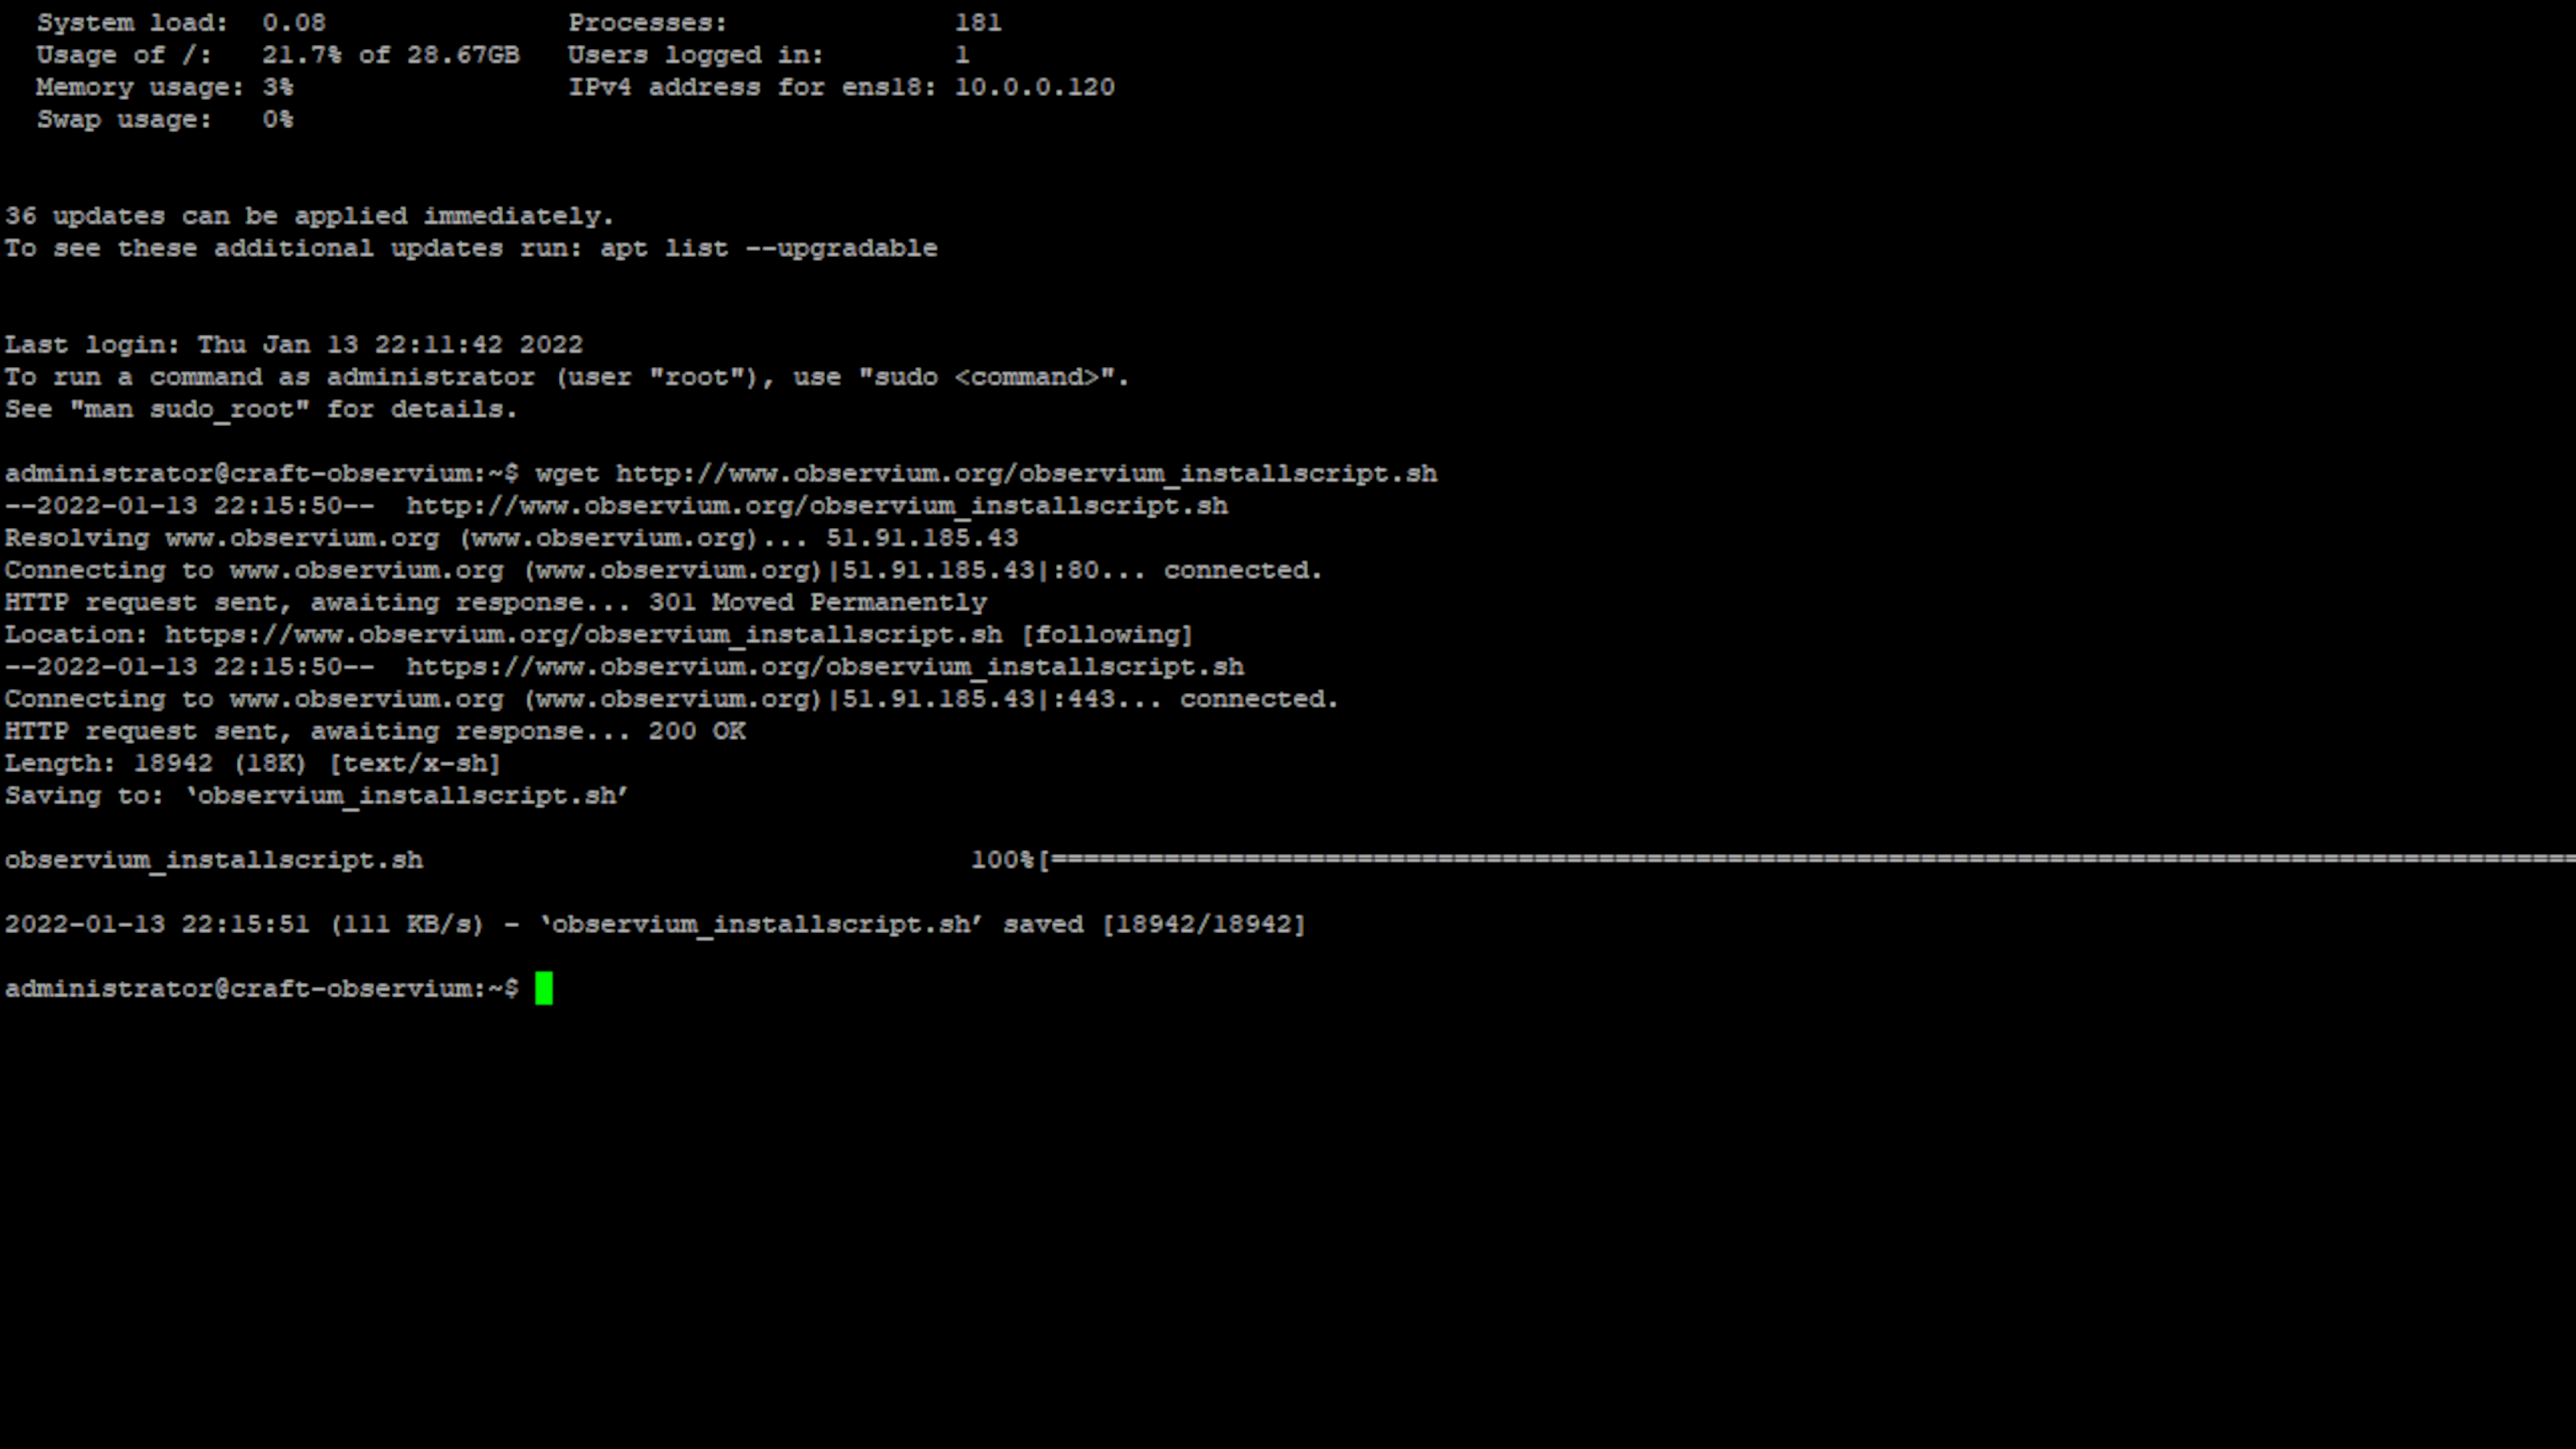 System load:  0.08               Processes:              181
Usage of /:   21.7% of 28.67GB   Users logged in:        1
Memory usage: 3%                 IPv4 address for ens18: 10.0.0.120
Swap usage:   0%
36 updates can be applied immediately.
To see these additional updates run: apt list --upgradable
Last login: Thu Jan 13 22:11:42 2022
To run a command as administrator (user "root"), use "sudo <command>".
See "man sudo_root" for details.
administrator@craft-observium:~$ wget http://www.observium.org/observium_installscript.sh
--2022-01-13 22:15:50--  http://www.observium.org/observium_installscript.sh
Resolving www.observium.org (www.observium.org)... 51.91.185.43
Connecting to www.observium.org (www.observium.org)|51.91.185.43|:80... connected.
HTTP request sent, awaiting response... 301 Moved Permanently
Location: https://www.observium.org/observium_installscript.sh [following]
--2022-01-13 22:15:50--  https://www.observium.org/observium_installscript.sh
Connecting to www.observium.org (www.observium.org)|51.91.185.43|:443... connected.
HTTP request sent, awaiting response... 200 OK
Length: 18942 (18K) [text/x-sh]
Saving to: ‘observium_installscript.sh’
observium_installscript.sh                                  100%[===============================================================================================
2022-01-13 22:15:51 (111 KB/s) - ‘observium_installscript.sh’ saved [18942/18942]
administrator@craft-observium:~$